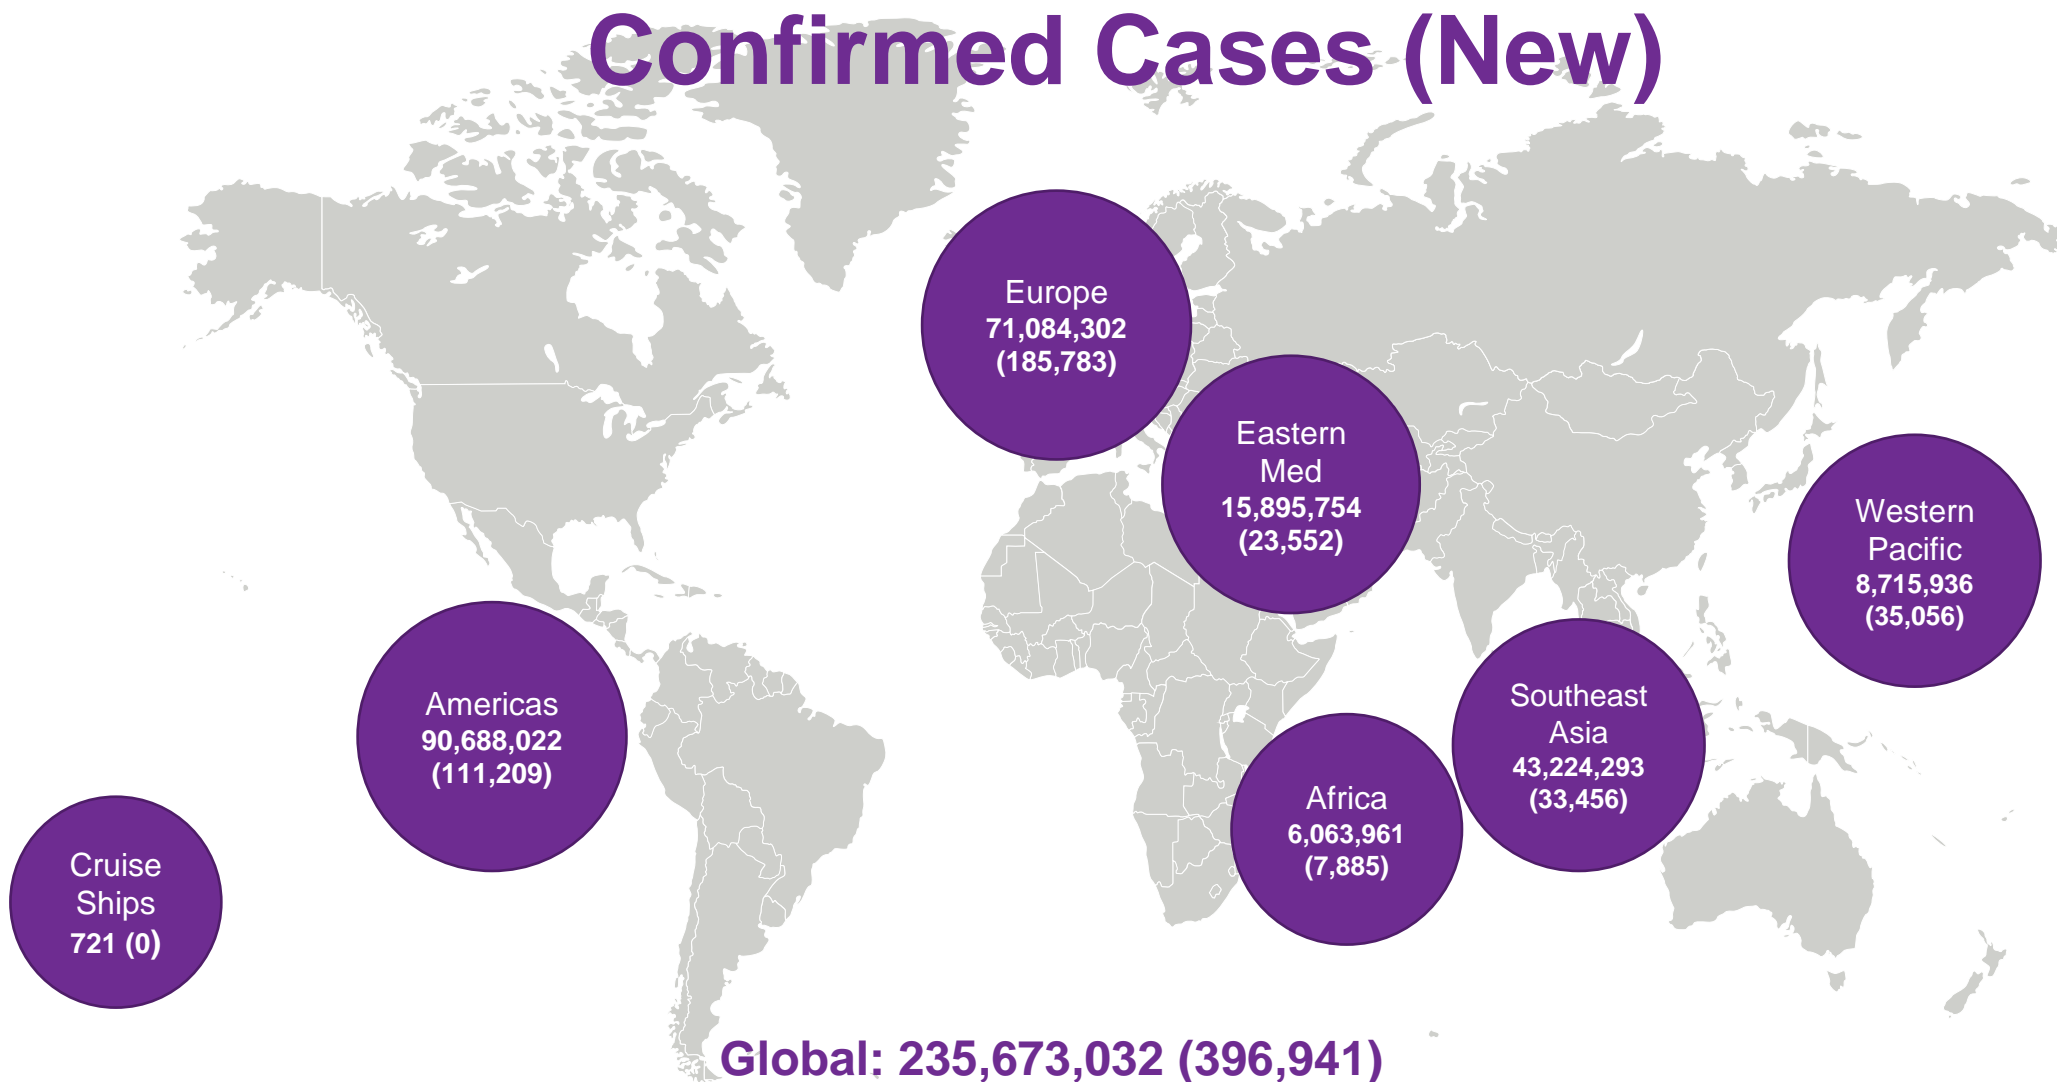 Confirmed Cases (New)
Europe
71,084,302
(185,783)
Eastern
Med
15,895,754
(23,552)
Western
Pacific
8,715,936
(35,056)
Americas
90,688,022
(111,209)
Southeast
Asia
43,224,293
(33,456)
Africa
6,063,961
(7,885)
Cruise
Ships
721 (0)
Global: 235,673,032 (396,941)